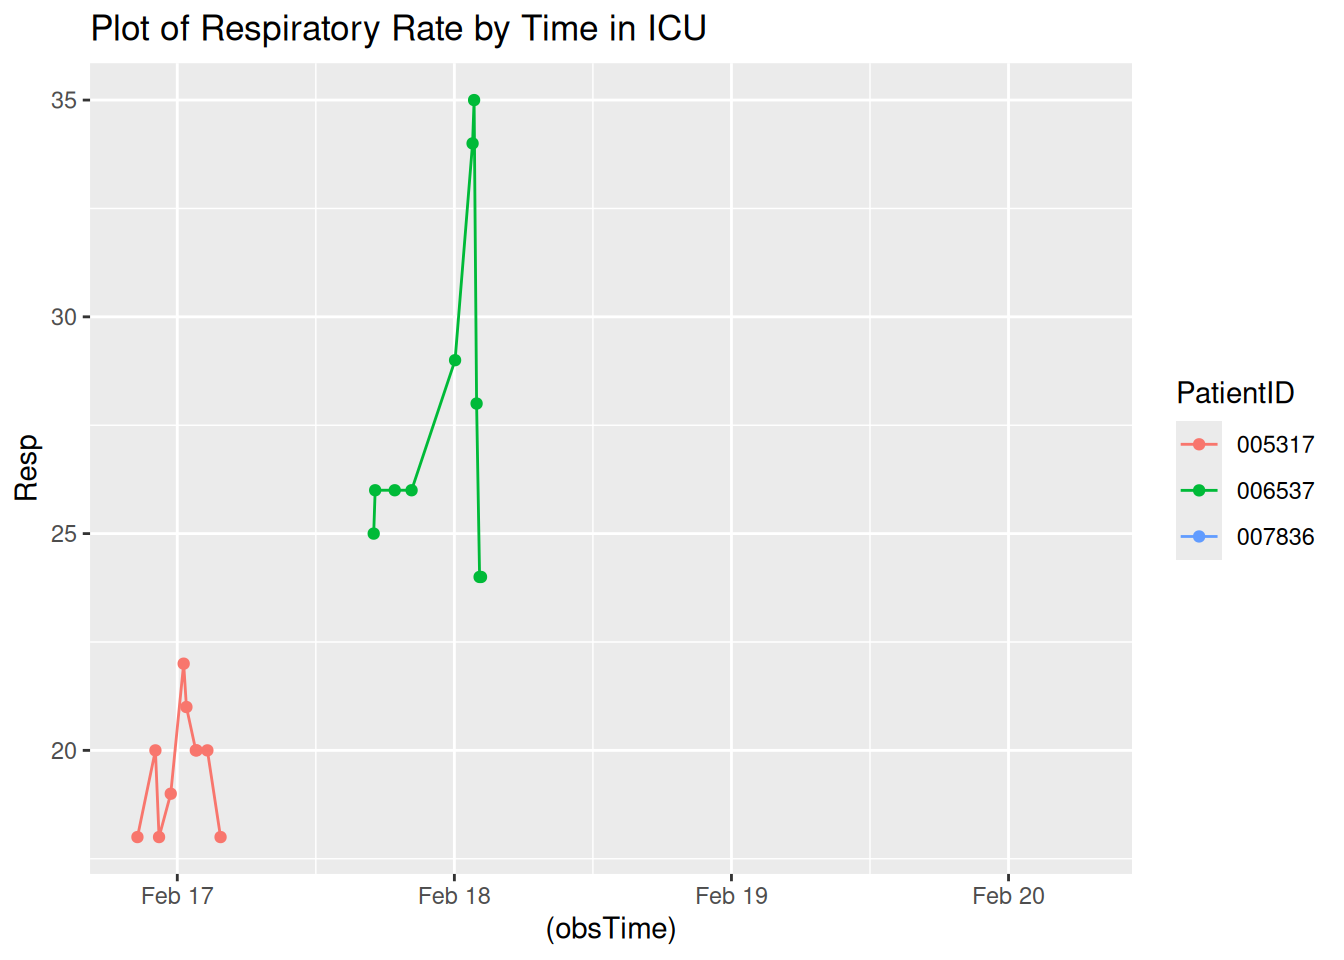 Plot of Respiratory Rate by Time in ICU
35
30
25
20
Resp
Feb 17
Feb 18
Feb 19
Feb 20
(obsTime)
PatientID
005317
006537
007836